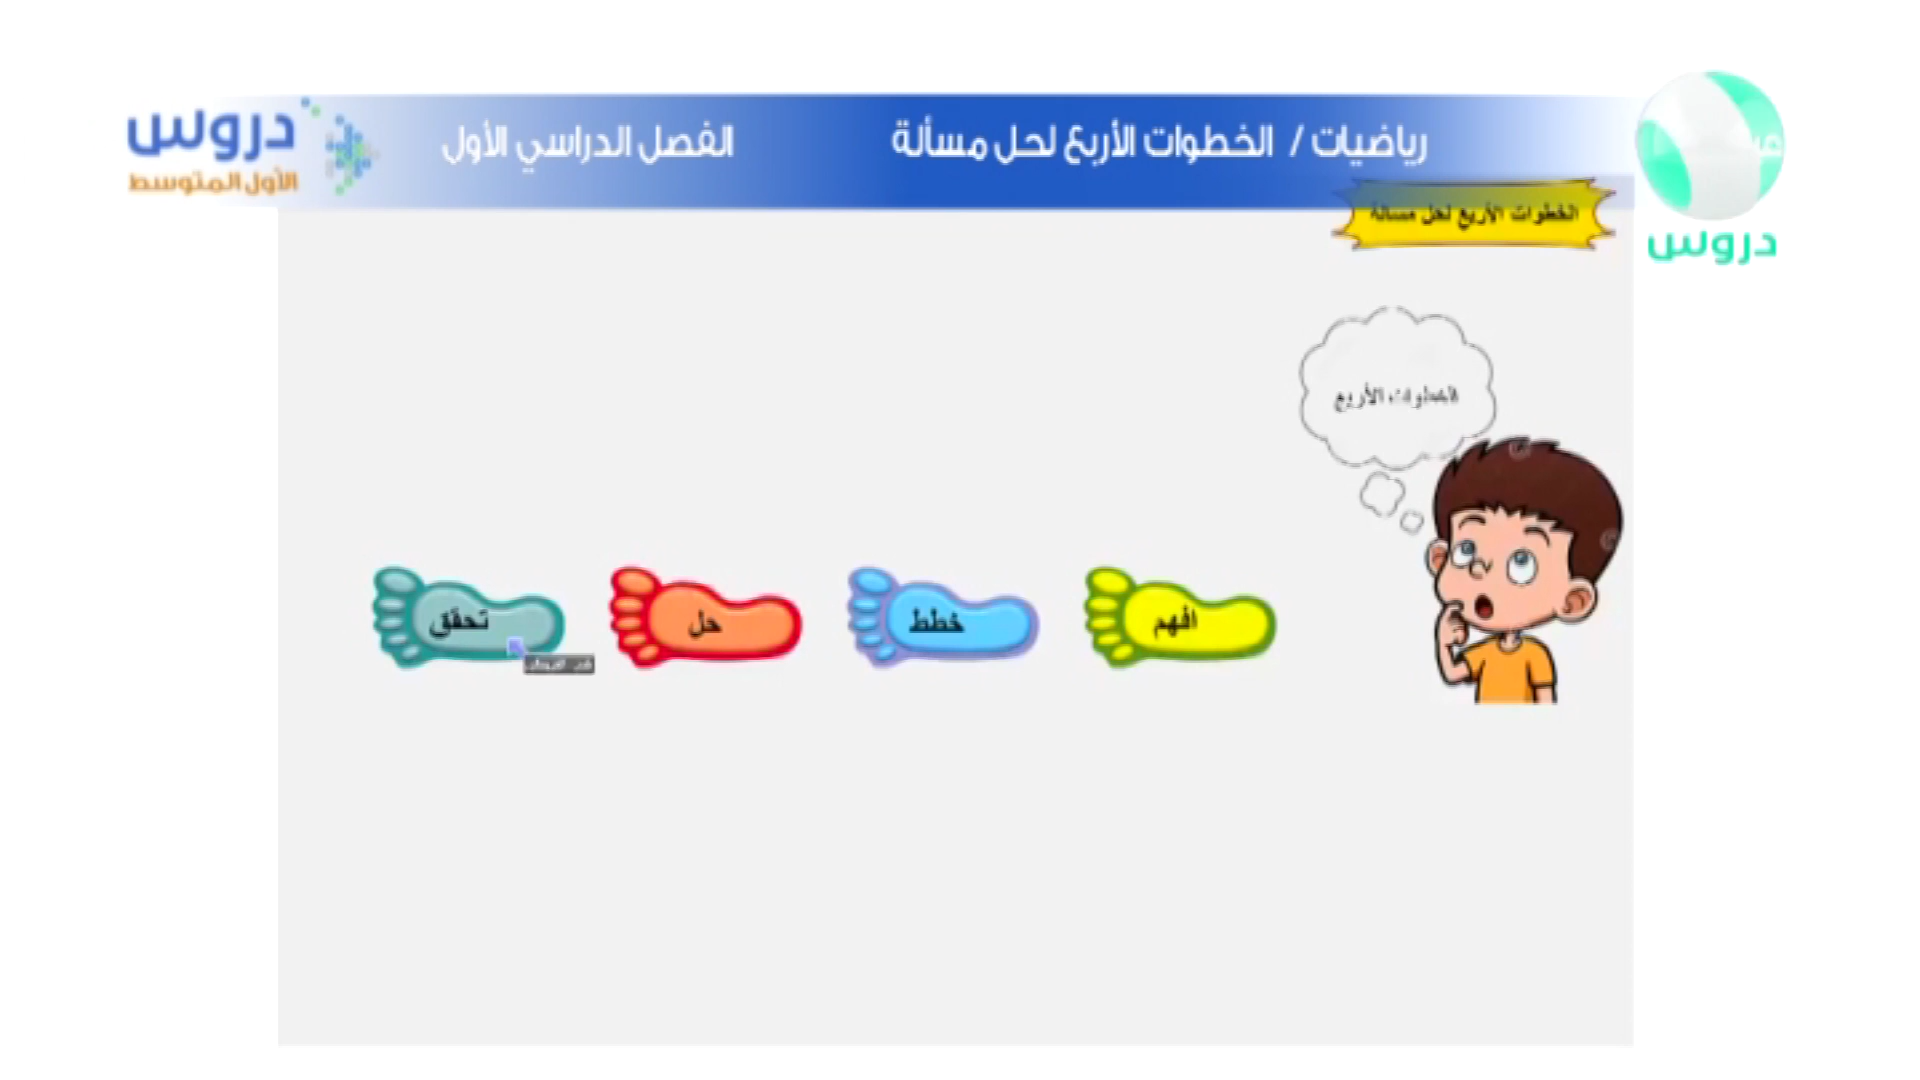 رياضيات / الخطوات الأربع لحل مسألة
الفصل الدراسي الأول
دروس
الأول المتوسط
دروس
الخطوات الأربع لحل مسألة
الخطوات الأربع
افهم
خطط
حل
تحقق